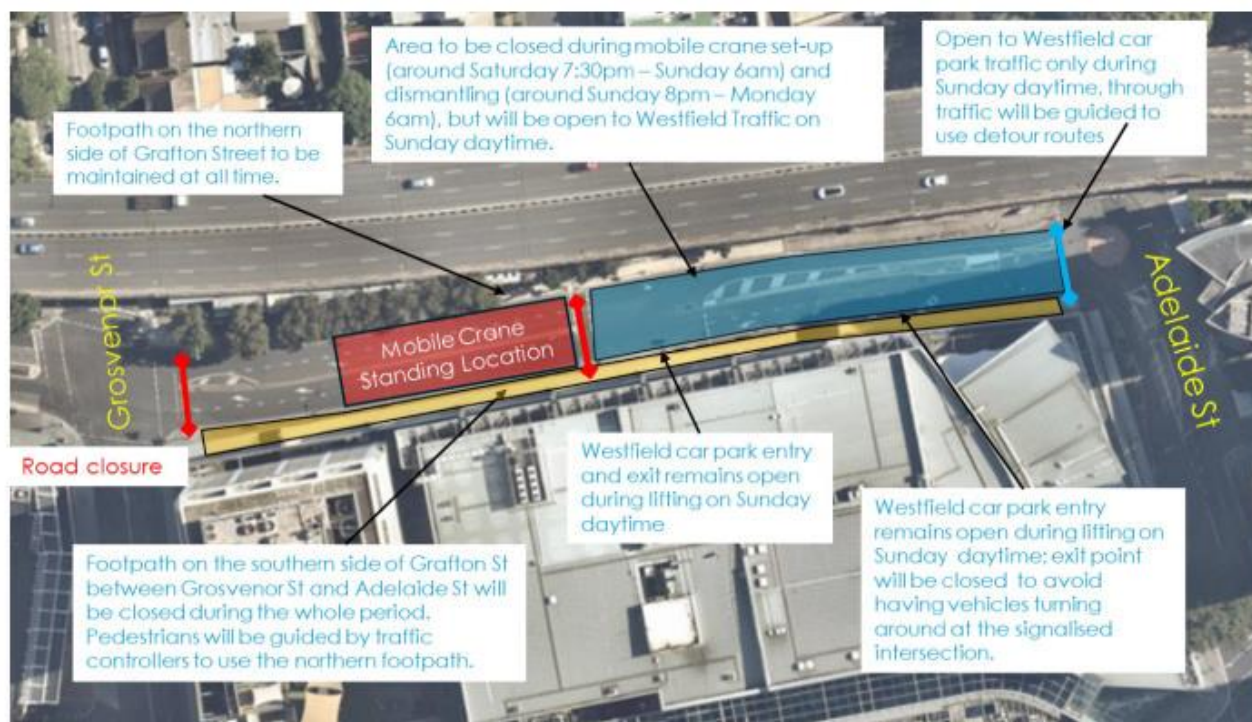 Area to be closed during mobile crane set-up
(around Saturday 7:30pm – Sunday 6am) and
dismantling (around Sunday 8pm – Monday
6am), but will be open to Westfield Traffic on
Sunday daytime.
Open to Westfield car
park traffic only during
Sunday daytime, through
traffic will be guided to
use detour routes
Footpath on the northern
side of Grafton Street to be
maintained at all time.
Grosvenor St
Mobile Crane
Standing Location
Adelaide St
Road closure
Westfield car park entry
and exit remains open
during lifting on Sunday
daytime
Westfield car park entry
remains open during lifting on
Sunday daytime; exit point
will be closed to avoid
having vehicles turning
around at the signalised
intersection.
Footpath on the southern side of Grafton St
between Grosvenor St and Adelaide St will
be closed during the whole period.
Pedestrians will be guided by traffic
controllers to use the northern footpath.